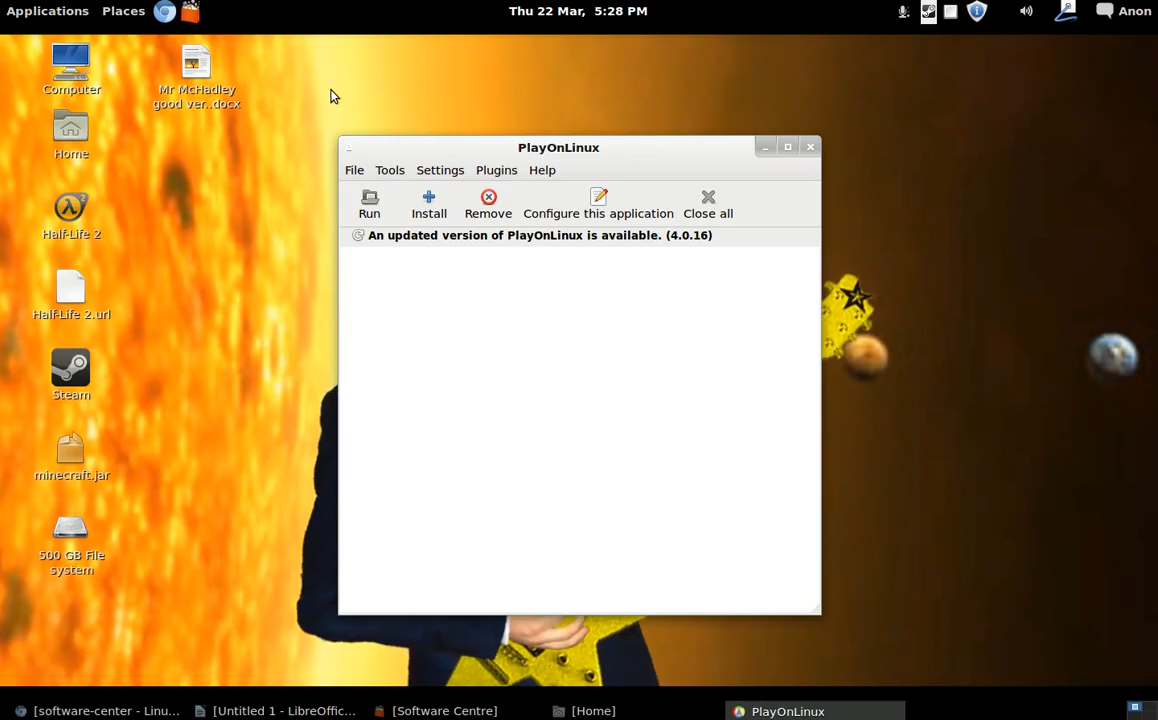 Applications Places
Thu 22 Mar, 5:28 PM
Anon
Computer
Mr McHadley
good ver..docx
Home
Half-Life 2
Half-Life 2.url
Steam
minecraft.jar
500 GB File
system
PlayOnLinux
File Tools Settings Plugins Help
Run Install Remove Configure this application Close all
An updated version of PlayOnLinux is available. (4.0.16)
[software-center - Linu... [Untitled 1 - LibreOffic... [Software Centre] [Home] PlayOnLinux